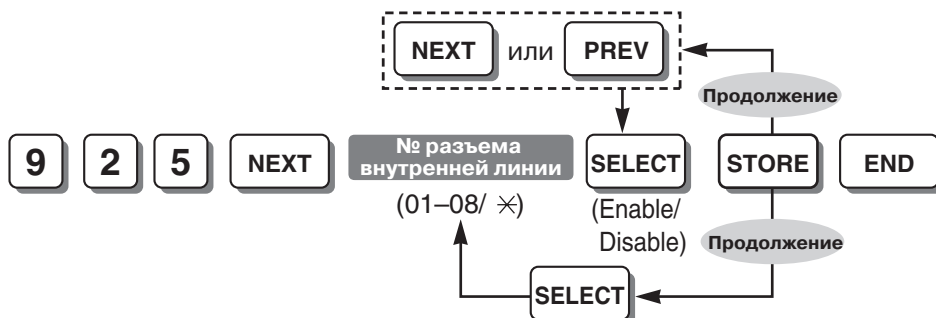 NEXT или PREV
Продолжение
9 2 5 NEXT № разъема внутренней линии SELECT STORE END
(01–08/ ✳)
(Enable/
Disable)
Продолжение
SELECT